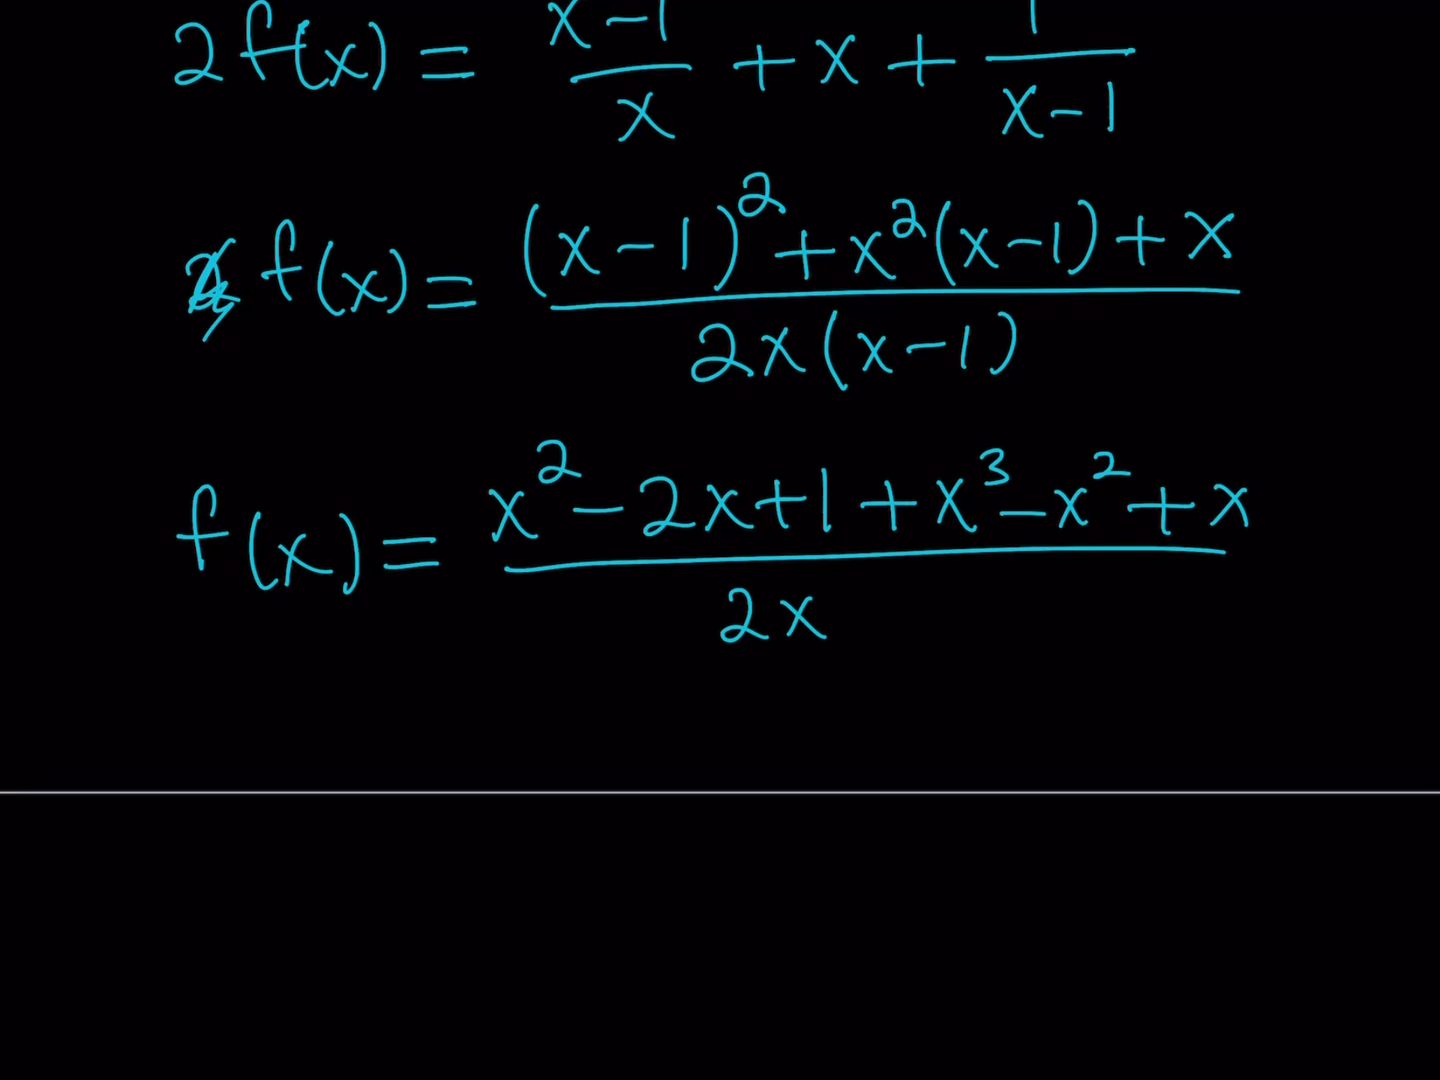 2f(x) = x-1/x + x + 1/x-1
f(x) = (x-1)²+x²(x-1)+x/2x(x-1)
f(x) = x²-2x+1+x³-x²+x/2x